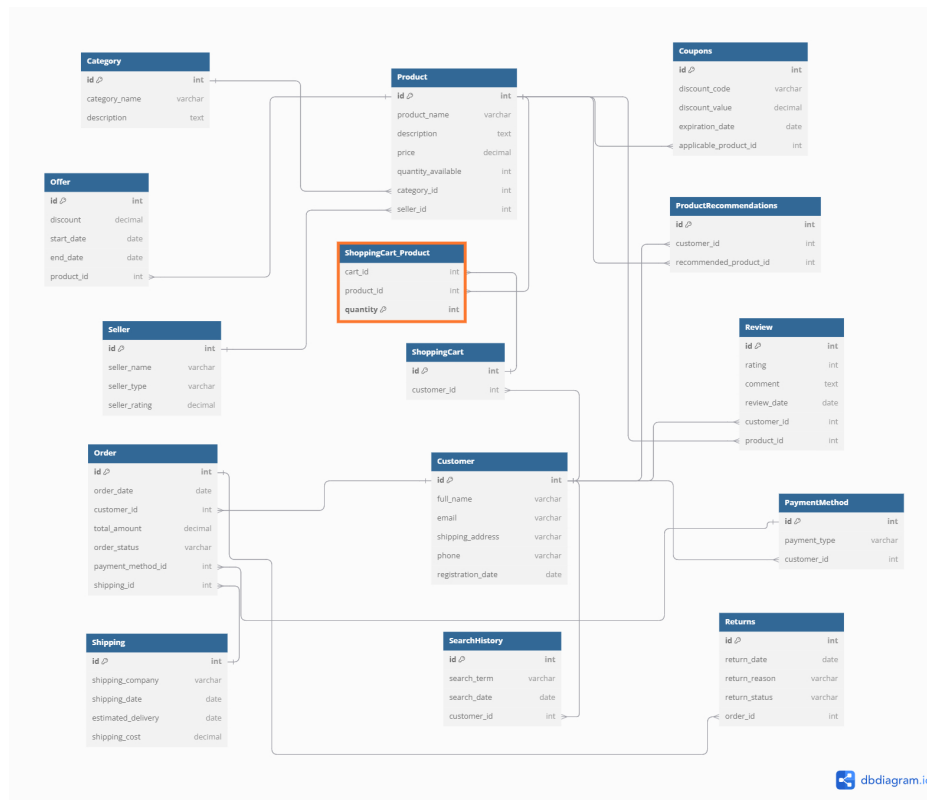 Category
id int
category_name varchar
description text
Product
id int
product_name varchar
description text
price decimal
quantity_available int
category_id int
seller_id int
Coupons
id int
discount_code varchar
discount_value decimal
expiration_date date
applicable_product_id int
Offer
id int
discount decimal
start_date date
end_date date
product_id int
ProductRecommendations
id int
customer_id int
recommended_product_id int
ShoppingCart_Product
cart_id int
product_id int
quantity int
Seller
id int
seller_name varchar
seller_type varchar
seller_rating decimal
ShoppingCart
id int
customer_id int
Review
id int
rating int
comment text
review_date date
customer_id int
product_id int
Order
id int
order_date date
customer_id int
total_amount decimal
order_status varchar
payment_method_id int
shipping_id int
Customer
id int
full_name varchar
email varchar
shipping_address varchar
phone varchar
registration_date date
PaymentMethod
id int
payment_type varchar
customer_id int
Shipping
id int
shipping_company varchar
shipping_date date
estimated_delivery date
shipping_cost decimal
SearchHistory
id int
search_term varchar
search_date date
customer_id int
Returns
id int
return_date date
return_reason varchar
return_status varchar
order_id int
dbdiagram.io